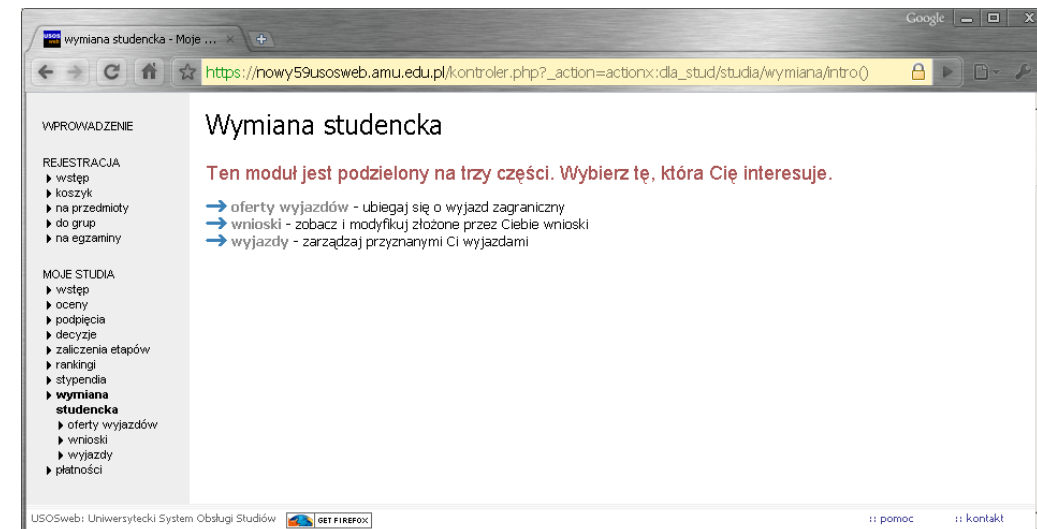 Google
USOS web wymiana studencka - Moje ...
https://nowy59usosweb.amu.edu.pl/kontroler.php?_action=actionx:dla_stud/studia/wymiana/intro()
WPROWADZENIE
REJESTRACJA
wstęp
koszyk
na przedmioty
do grup
na egzaminy
MOJE STUDIA
wstęp
oceny
podpięcia
decyzje
zaliczenia etapów
rankingi
stypendia
wymiana
studencka
oferty wyjazdów
wnioski
wyjazdy
płatności
Wymiana studencka
Ten moduł jest podzielony na trzy części. Wybierz tę, która Cię interesuje.
oferty wyjazdów - ubiegaj się o wyjazd zagraniczny
wnioski - zobacz i modyfikuj złożone przez Ciebie wnioski
wyjazdy - zarządzaj przyznanymi Ci wyjazdami
USOSweb: Uniwersytecki System Obsługi Studiów GET FIREFOX :: pomoc :: kontakt